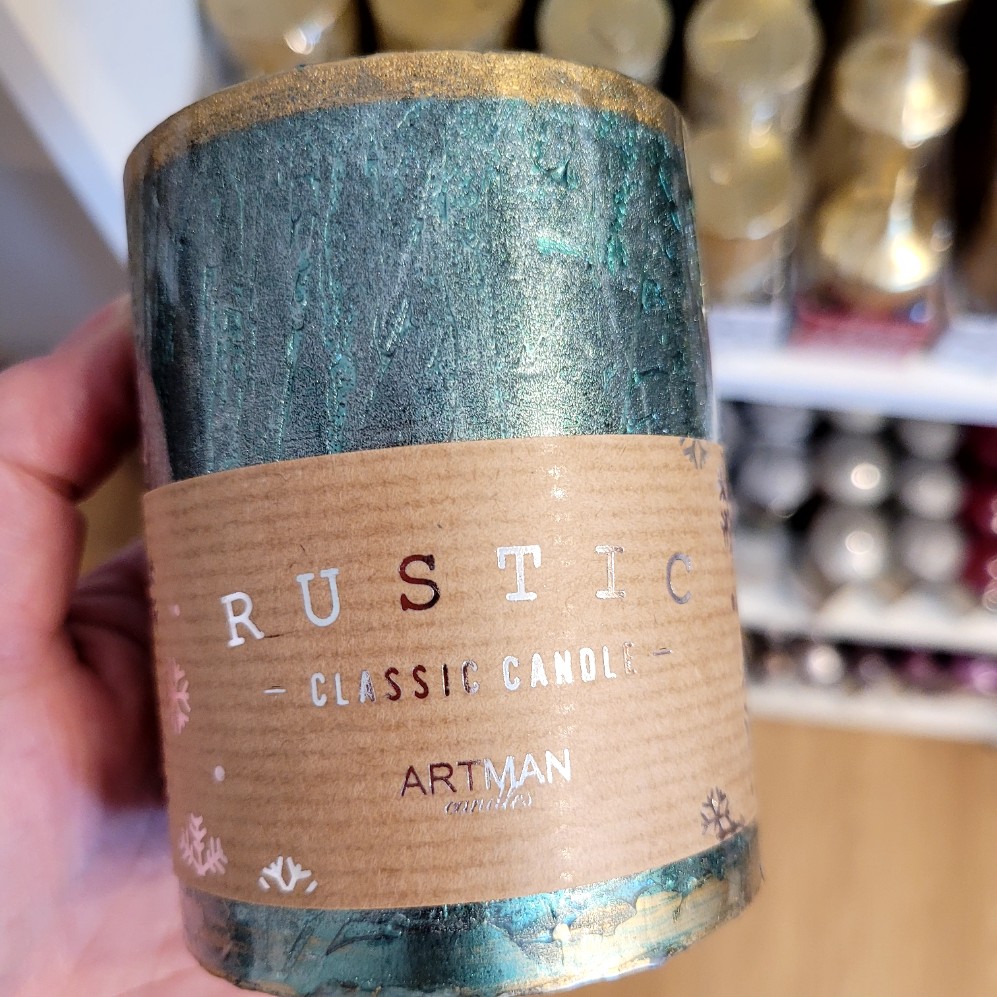 RUSTIC
– CLASSIC CANDLE –
ARTMAN
candles